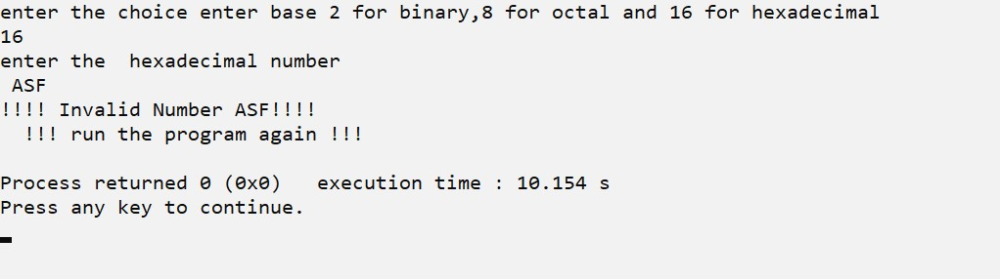 enter the choice enter base 2 for binary,8 for octal and 16 for hexadecimal
16
enter the  hexadecimal number
 ASF
!!!! Invalid Number ASF!!!!
  !!! run the program again !!!
Process returned 0 (0x0)   execution time : 10.154 s
Press any key to continue.